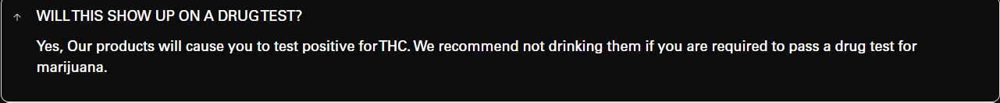 WILL THIS SHOW UP ON A DRUG TEST?
Yes, Our products will cause you to test positive for THC. We recommend not drinking them if you are required to pass a drug test for
marijuana.